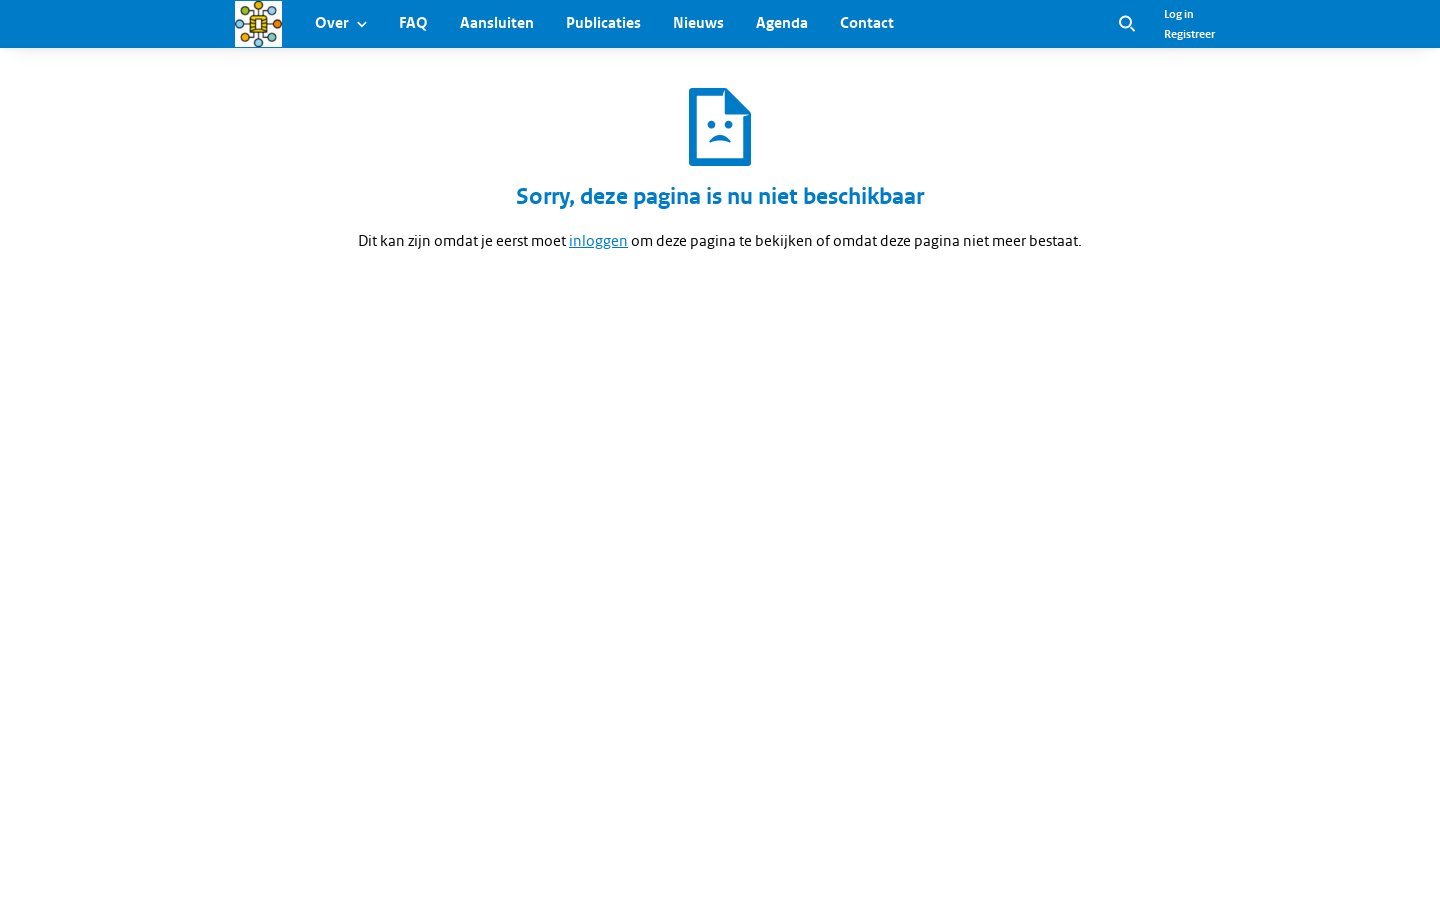 Over
FAQ
Aansluiten
Publicaties
Nieuws
Agenda
Contact
Log in
Registreer
Sorry, deze pagina is nu niet beschikbaar
Dit kan zijn omdat je eerst moet inloggen om deze pagina te bekijken of omdat deze pagina niet meer bestaat.